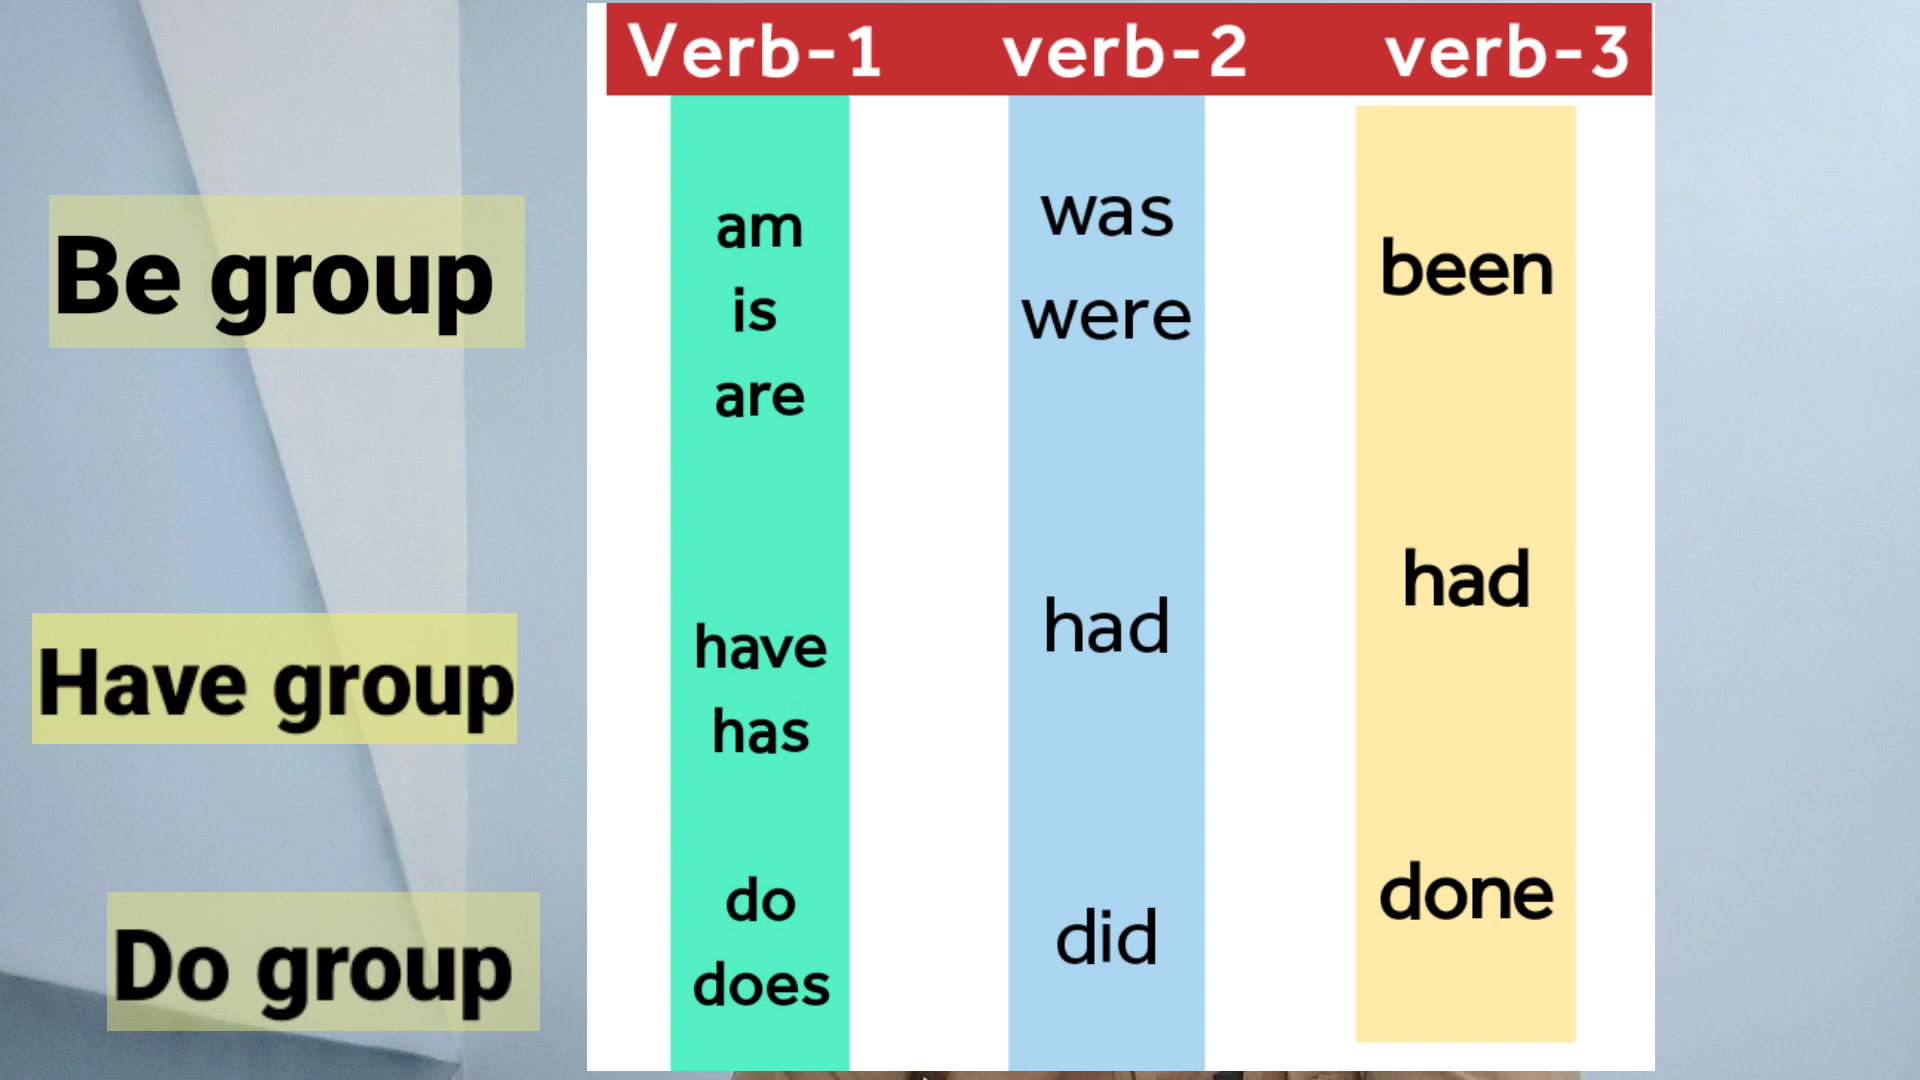 Verb-1 verb-2 verb-3
Be group
am
is
are
was
were
been
Have group
have
has
had
had
Do group
do
does
did
done